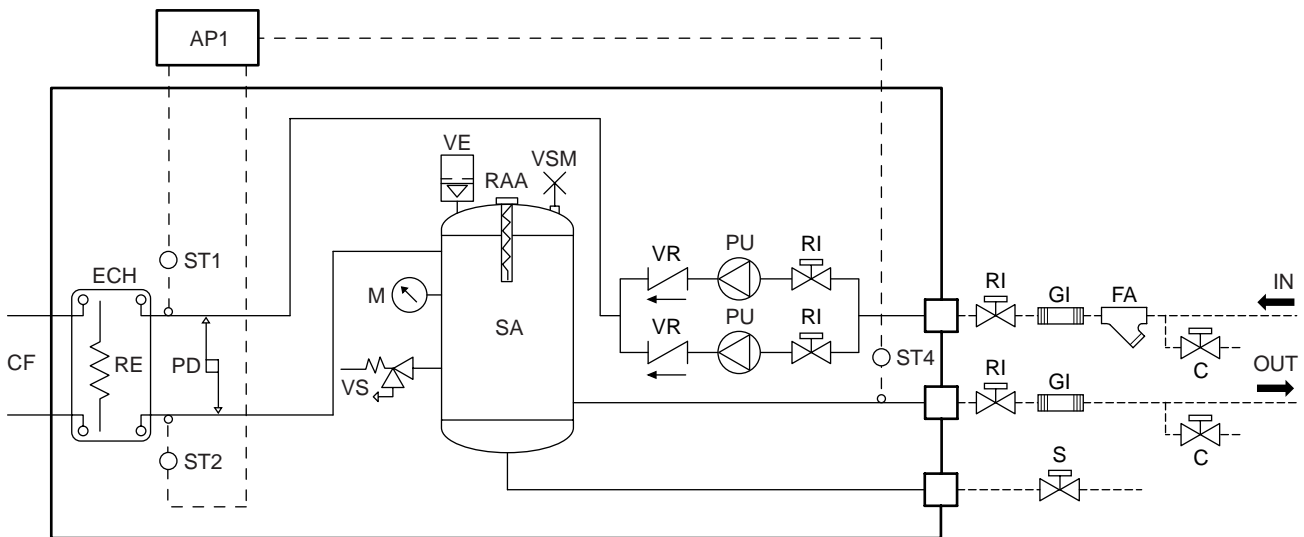 AP1
VE
VSM
RAA
ST1
ECH
VR
PU
RI
RI
GI
FA
IN
M
SA
CF
RE
PD
VR
PU
RI
ST4
C
VS
RI
GI
OUT
ST2
C
S